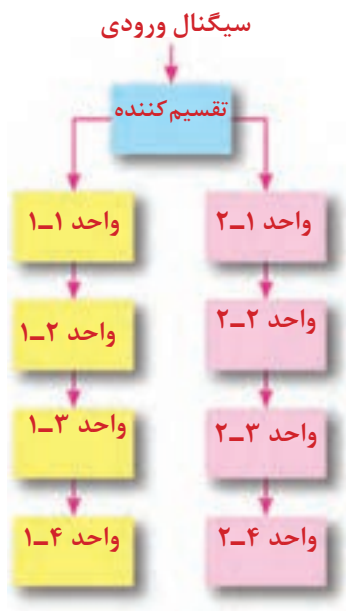 سیگنال ورودی
تقسیم کننده
واحد ۱ـ۲
واحد ۱ـ۱
واحد ۲ـ۲
واحد ۲ـ۱
واحد ۳ـ۲
واحد ۳ـ۱
واحد ۴ـ۲
واحد ۴ـ۱